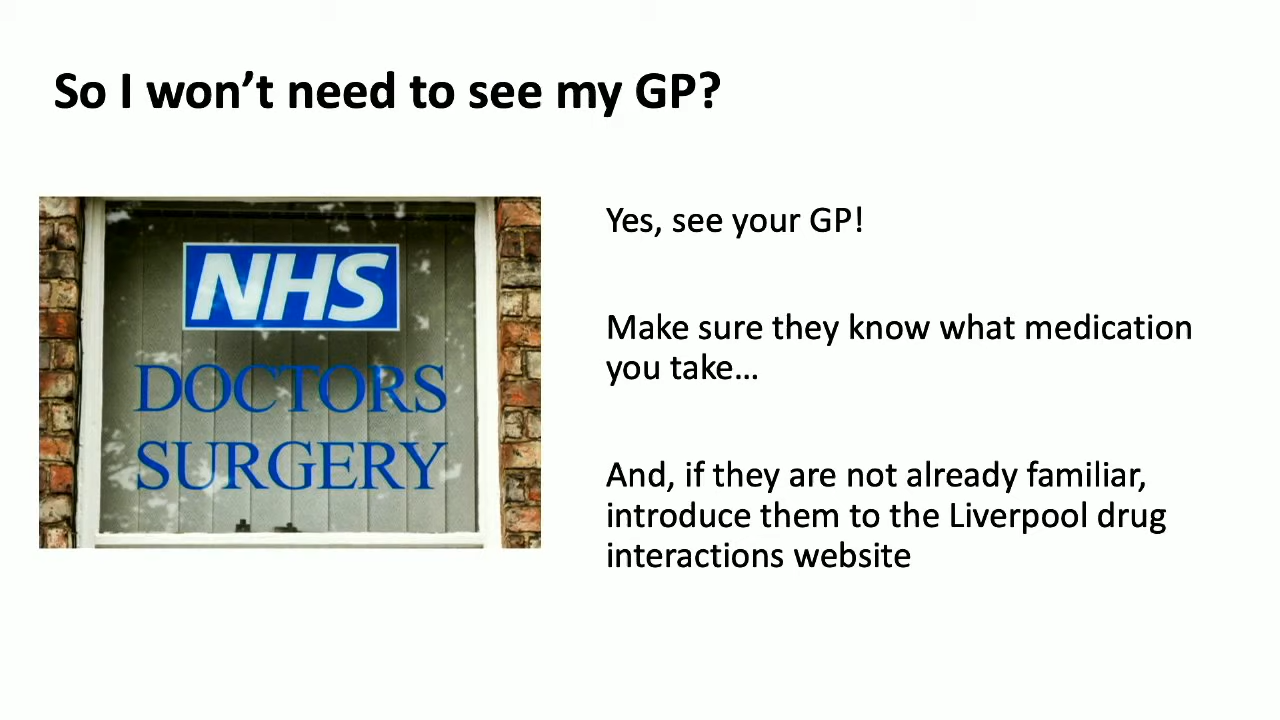 So I won’t need to see my GP?
NHS
DOCTORS
SURGERY
Yes, see your GP!
Make sure they know what medication
you take…
And, if they are not already familiar,
introduce them to the Liverpool drug
interactions website